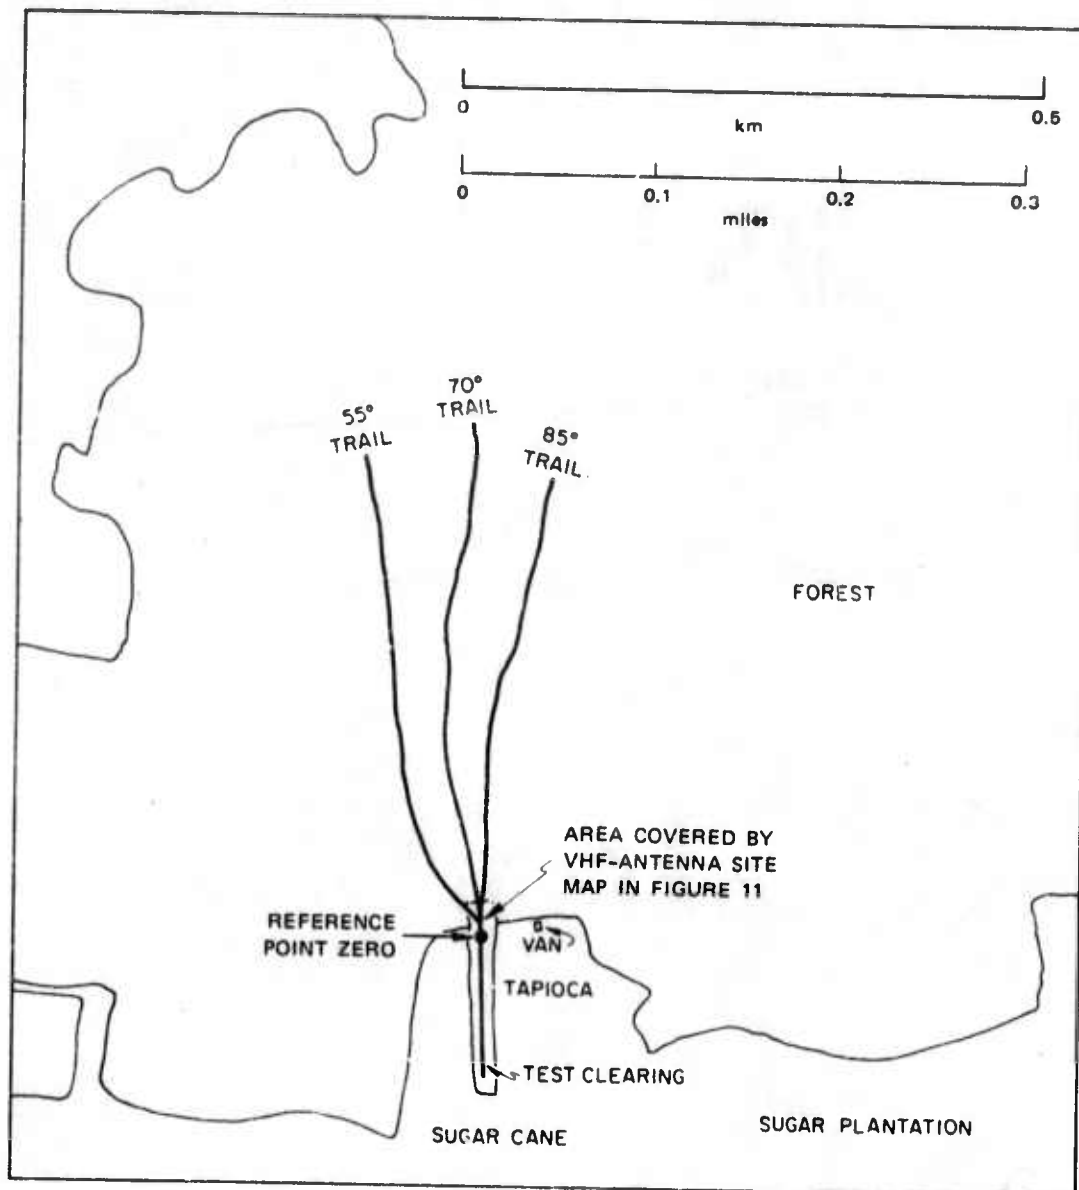 0
0.5
km
0
0.1
0.2
0.3
miles
70°
TRAIL
55°
TRAIL
85°
TRAIL
FOREST
AREA COVERED BY
VHF-ANTENNA SITE
MAP IN FIGURE 11
REFERENCE
POINT ZERO
VAN
TAPIOCA
TEST CLEARING
SUGAR CANE
SUGAR PLANTATION